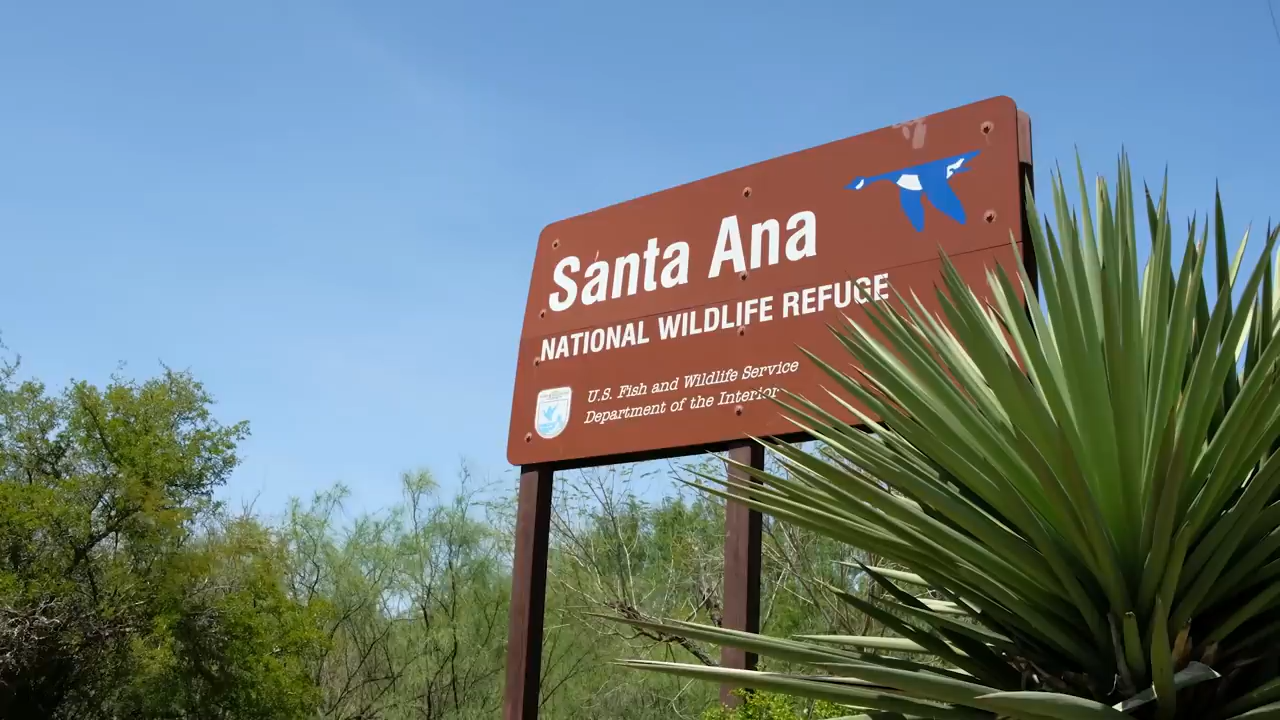 Santa Ana
NATIONAL WILDLIFE REFUGE
U.S. Fish and Wildlife Service
Department of the Interior